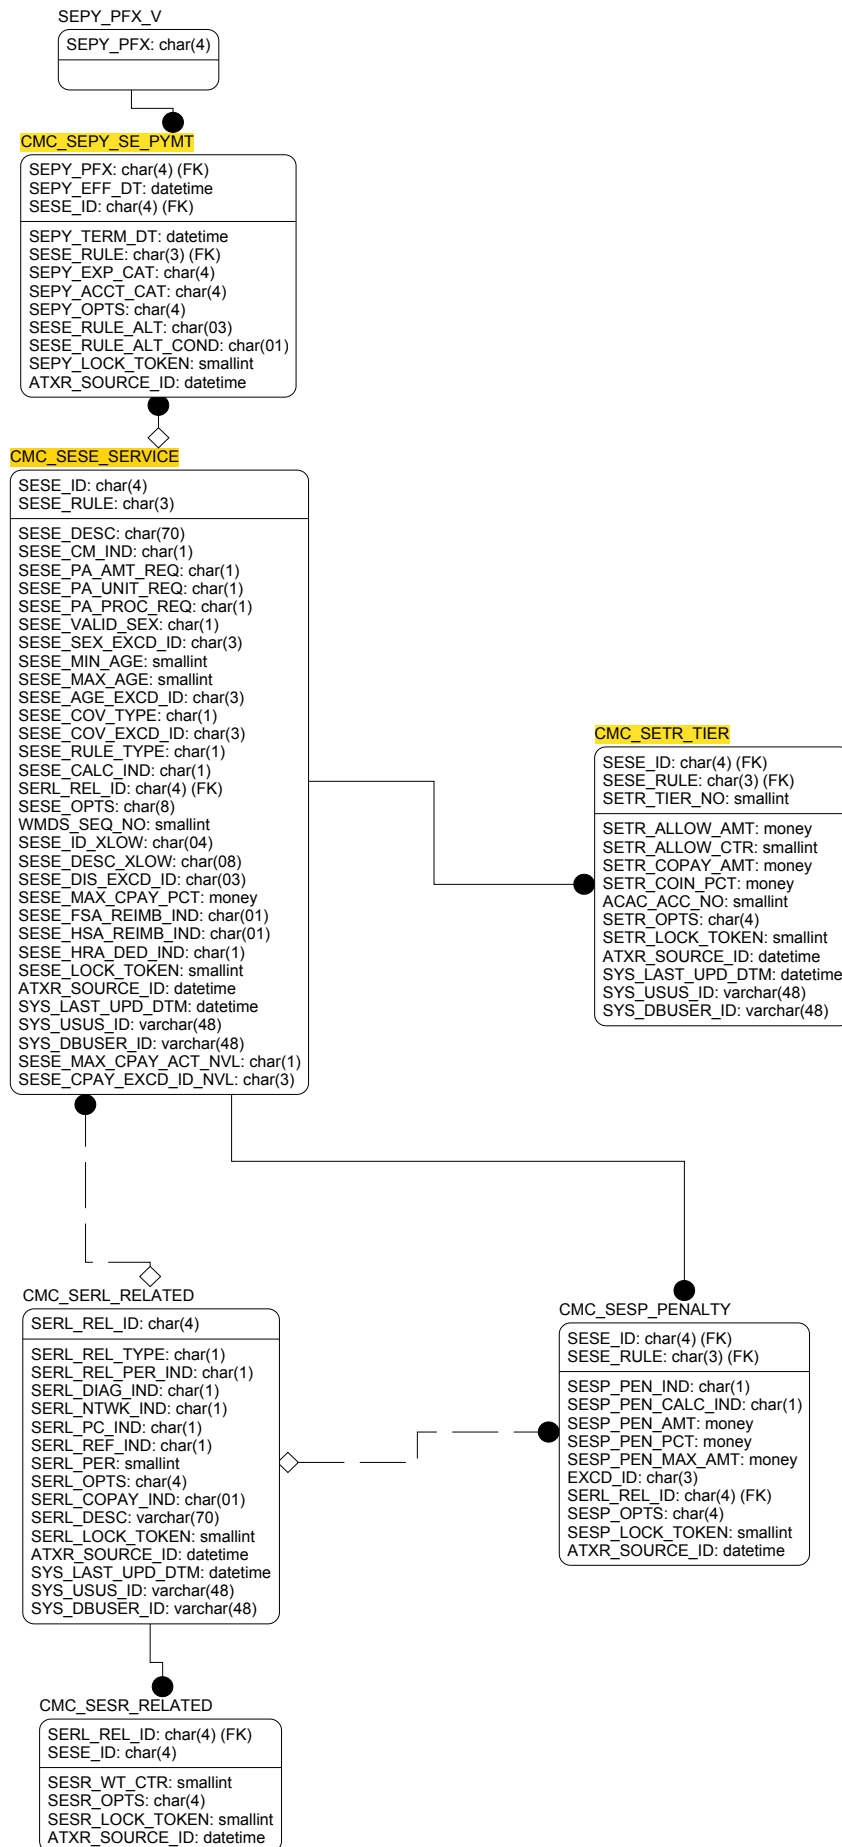 SEPY_PFX_V
SEPY_PFX: char(4)
CMC_SEPY_SE_PYMT
SEPY_PFX: char(4) (FK)
SEPY_EFF_DT: datetime
SESE_ID: char(4) (FK)
SEPY_TERM_DT: datetime
SESE_RULE: char(3) (FK)
SEPY_EXP_CAT: char(4)
SEPY_ACCT_CAT: char(4)
SEPY_OPTS: char(4)
SESE_RULE_ALT: char(03)
SESE_RULE_ALT_COND: char(01)
SEPY_LOCK_TOKEN: smallint
ATXR_SOURCE_ID: datetime
CMC_SESE_SERVICE
SESE_ID: char(4)
SESE_RULE: char(3)
SESE_DESC: char(70)
SESE_CM_IND: char(1)
SESE_PA_AMT_REQ: char(1)
SESE_PA_UNIT_REQ: char(1)
SESE_PA_PROC_REQ: char(1)
SESE_VALID_SEX: char(1)
SESE_SEX_EXCD_ID: char(3)
SESE_MIN_AGE: smallint
SESE_MAX_AGE: smallint
SESE_AGE_EXCD_ID: char(3)
SESE_COV_TYPE: char(1)
SESE_COV_EXCD_ID: char(3)
SESE_RULE_TYPE: char(1)
SESE_CALC_IND: char(1)
SERL_REL_ID: char(4) (FK)
SESE_OPTS: char(8)
WMDS_SEQ_NO: smallint
SESE_ID_XLOW: char(04)
SESE_DESC_XLOW: char(08)
SESE_DIS_EXCD_ID: char(03)
SESE_MAX_CPAY_PCT: money
SESE_FSA_REIMB_IND: char(01)
SESE_HSA_REIMB_IND: char(01)
SESE_HRA_DED_IND: char(1)
SESE_LOCK_TOKEN: smallint
ATXR_SOURCE_ID: datetime
SYS_LAST_UPD_DTM: datetime
SYS_USUS_ID: varchar(48)
SYS_DBUSER_ID: varchar(48)
SESE_MAX_CPAY_ACT_NVL: char(1)
SESE_CPAY_EXCD_ID_NVL: char(3)
CMC_SETR_TIER
SESE_ID: char(4) (FK)
SESE_RULE: char(3) (FK)
SETR_TIER_NO: smallint
SETR_ALLOW_AMT: money
SETR_ALLOW_CTR: smallint
SETR_COPAY_AMT: money
SETR_COIN_PCT: money
ACAC_ACC_NO: smallint
SETR_OPTS: char(4)
SETR_LOCK_TOKEN: smallint
ATXR_SOURCE_ID: datetime
SYS_LAST_UPD_DTM: datetime
SYS_USUS_ID: varchar(48)
SYS_DBUSER_ID: varchar(48)
CMC_SERL_RELATED
SERL_REL_ID: char(4)
SERL_REL_TYPE: char(1)
SERL_REL_PER_IND: char(1)
SERL_DIAG_IND: char(1)
SERL_NTWK_IND: char(1)
SERL_PC_IND: char(1)
SERL_REF_IND: char(1)
SERL_PER: smallint
SERL_OPTS: char(4)
SERL_COPAY_IND: char(01)
SERL_DESC: varchar(70)
SERL_LOCK_TOKEN: smallint
ATXR_SOURCE_ID: datetime
SYS_LAST_UPD_DTM: datetime
SYS_USUS_ID: varchar(48)
SYS_DBUSER_ID: varchar(48)
CMC_SESP_PENALTY
SESE_ID: char(4) (FK)
SESE_RULE: char(3) (FK)
SESP_PEN_IND: char(1)
SESP_PEN_CALC_IND: char(1)
SESP_PEN_AMT: money
SESP_PEN_PCT: money
SESP_PEN_MAX_AMT: money
EXCD_ID: char(3)
SERL_REL_ID: char(4) (FK)
SESP_OPTS: char(4)
SESP_LOCK_TOKEN: smallint
ATXR_SOURCE_ID: datetime
CMC_SESR_RELATED
SERL_REL_ID: char(4) (FK)
SESE_ID: char(4)
SESR_WT_CTR: smallint
SESR_OPTS: char(4)
SESR_LOCK_TOKEN: smallint
ATXR_SOURCE_ID: datetime